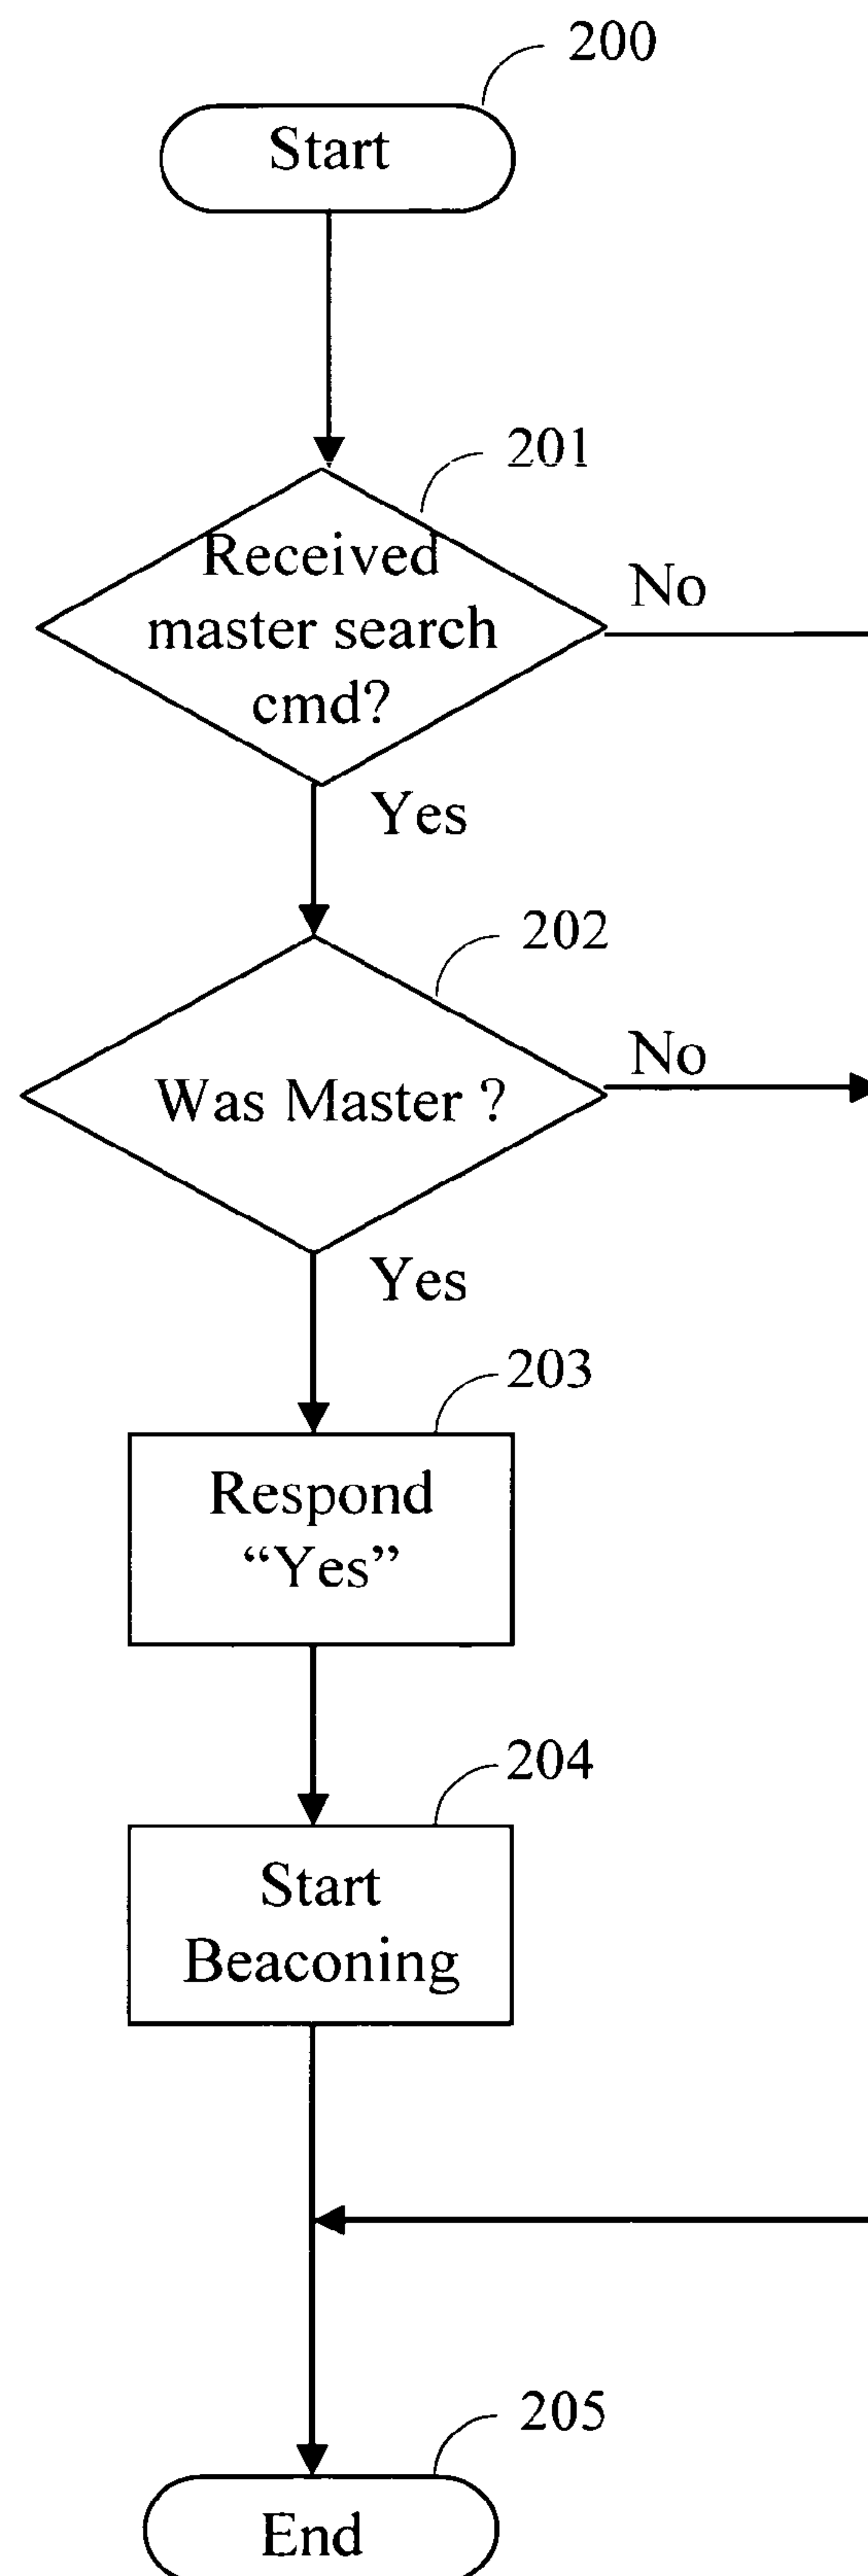 200
Start
201
Received
master search
cmd?
No
Yes
202
Was Master ?
No
Yes
203
Respond
“Yes”
204
Start
Beaconing
205
End